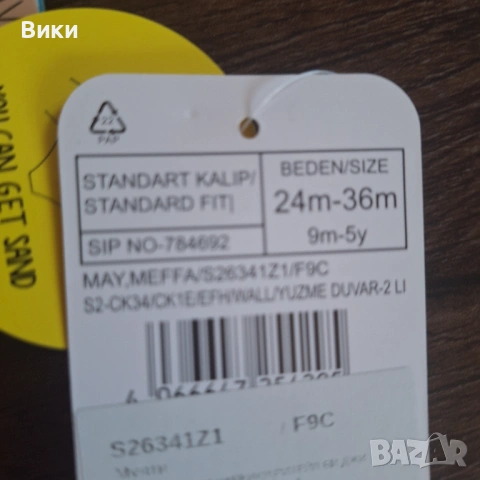 Вики
YOU CAN GET SAND
22
PAP
STANDART KALIP/
STANDARD FIT|
BEDEN/SIZE
24m-36m
9m-5y
SIP NO-784692
MAY,MEFFA/S26341Z1/F9C
S2-CK34/CK1E/EFH/WALL/YUZME DUVAR-2 LI
S26341Z1 / F9C
BAZAR